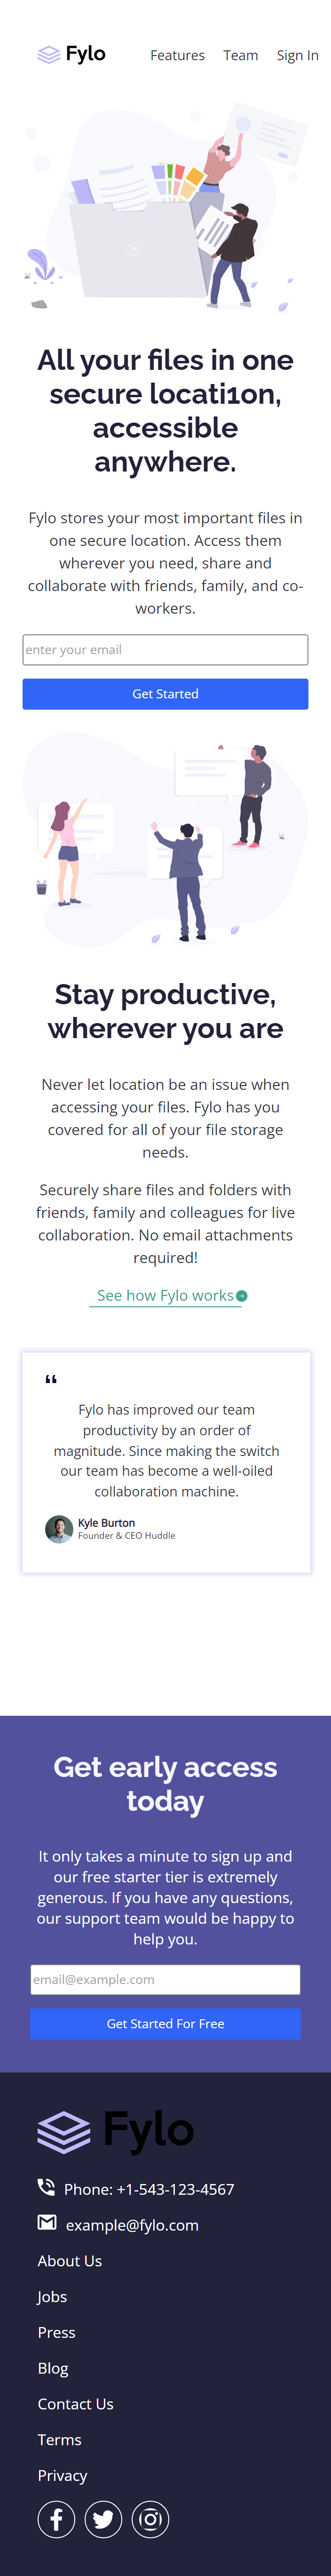 Fylo Features Team Sign In
All your files in one
secure locati1on,
accessible
anywhere.
Fylo stores your most important files in
one secure location. Access them
wherever you need, share and
collaborate with friends, family, and co-
workers.
enter your email
Get Started
Stay productive,
wherever you are
Never let location be an issue when
accessing your files. Fylo has you
covered for all of your file storage
needs.
Securely share files and folders with
friends, family and colleagues for live
collaboration. No email attachments
required!
See how Fylo works
“
Fylo has improved our team
productivity by an order of
magnitude. Since making the switch
our team has become a well-oiled
collaboration machine.
Kyle Burton
Founder & CEO Huddle
Get early access
today
It only takes a minute to sign up and
our free starter tier is extremely
generous. If you have any questions,
our support team would be happy to
help you.
email@example.com
Get Started For Free
Fylo
Phone: +1-543-123-4567
example@fylo.com
About Us
Jobs
Press
Blog
Contact Us
Terms
Privacy